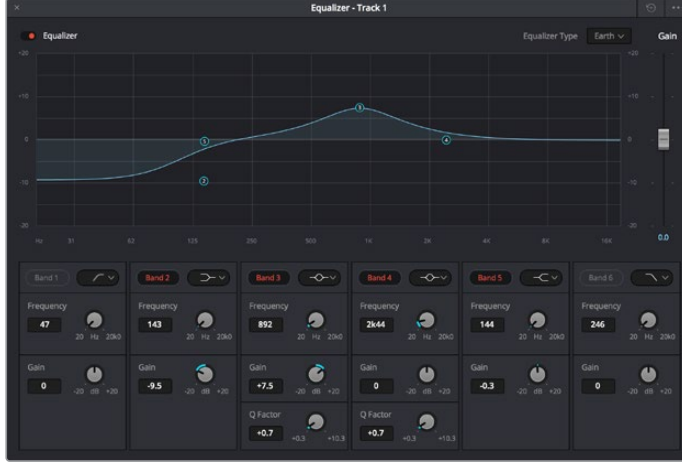 Equalizer - Track 1
Equalizer
Equalizer Type Earth Gain
+20 +20
+10 +10
0 0
-10 -10
-20 -20
Hz 31 62 125 250 500 1K 2K 4K 8K 16K 0.0
Band 1 Band 2 Band 3 Band 4 Band 5 Band 6
Frequency Frequency Frequency Frequency Frequency Frequency
47 143 892 2k44 144 246
20 Hz 20k0 20 Hz 20k0 20 Hz 20k0 20 Hz 20k0 20 Hz 20k0 20 Hz 20k0
Gain Gain Gain Gain Gain Gain
0 -9.5 +7.5 0 -0.3 0
-20 dB +20 -20 dB +20 -20 dB +20 -20 dB +20 -20 dB +20 -20 dB +20
Q Factor Q Factor
+0.7 +0.7
+0.3 +10.3 +0.3 +10.3